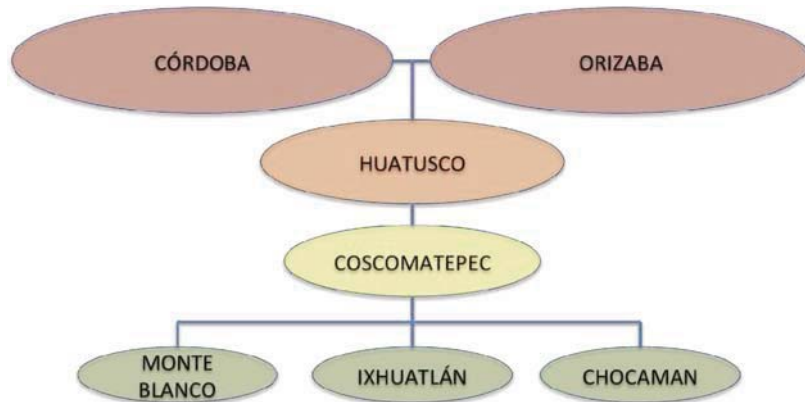 CÓRDOBA
ORIZABA
HUATUSCO
COSCOMATEPEC
MONTE
BLANCO
IXHUATLÁN
CHOCAMAN